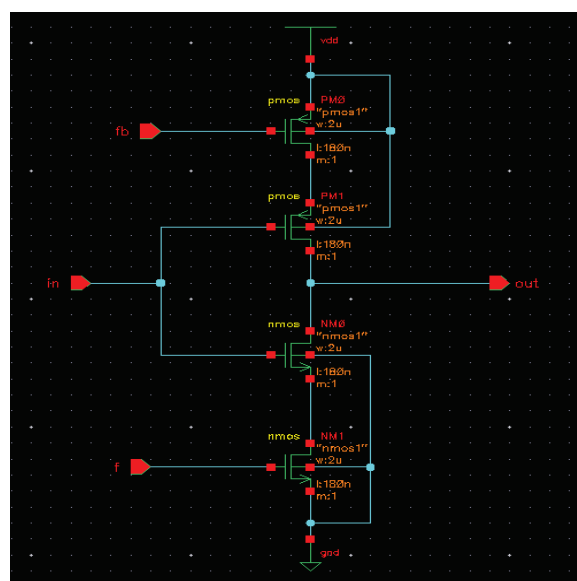 vdd
pmos PM0
"pmos1"
w:2u
fb
l:180n
m:1
pmos PM1
"pmos1"
w:2u
l:180n
m:1
in
out
nmos NM0
"nmos1"
w:2u
l:180n
m:1
nmos NM1
"nmos1"
w:2u
f
l:180n
m:1
gnd